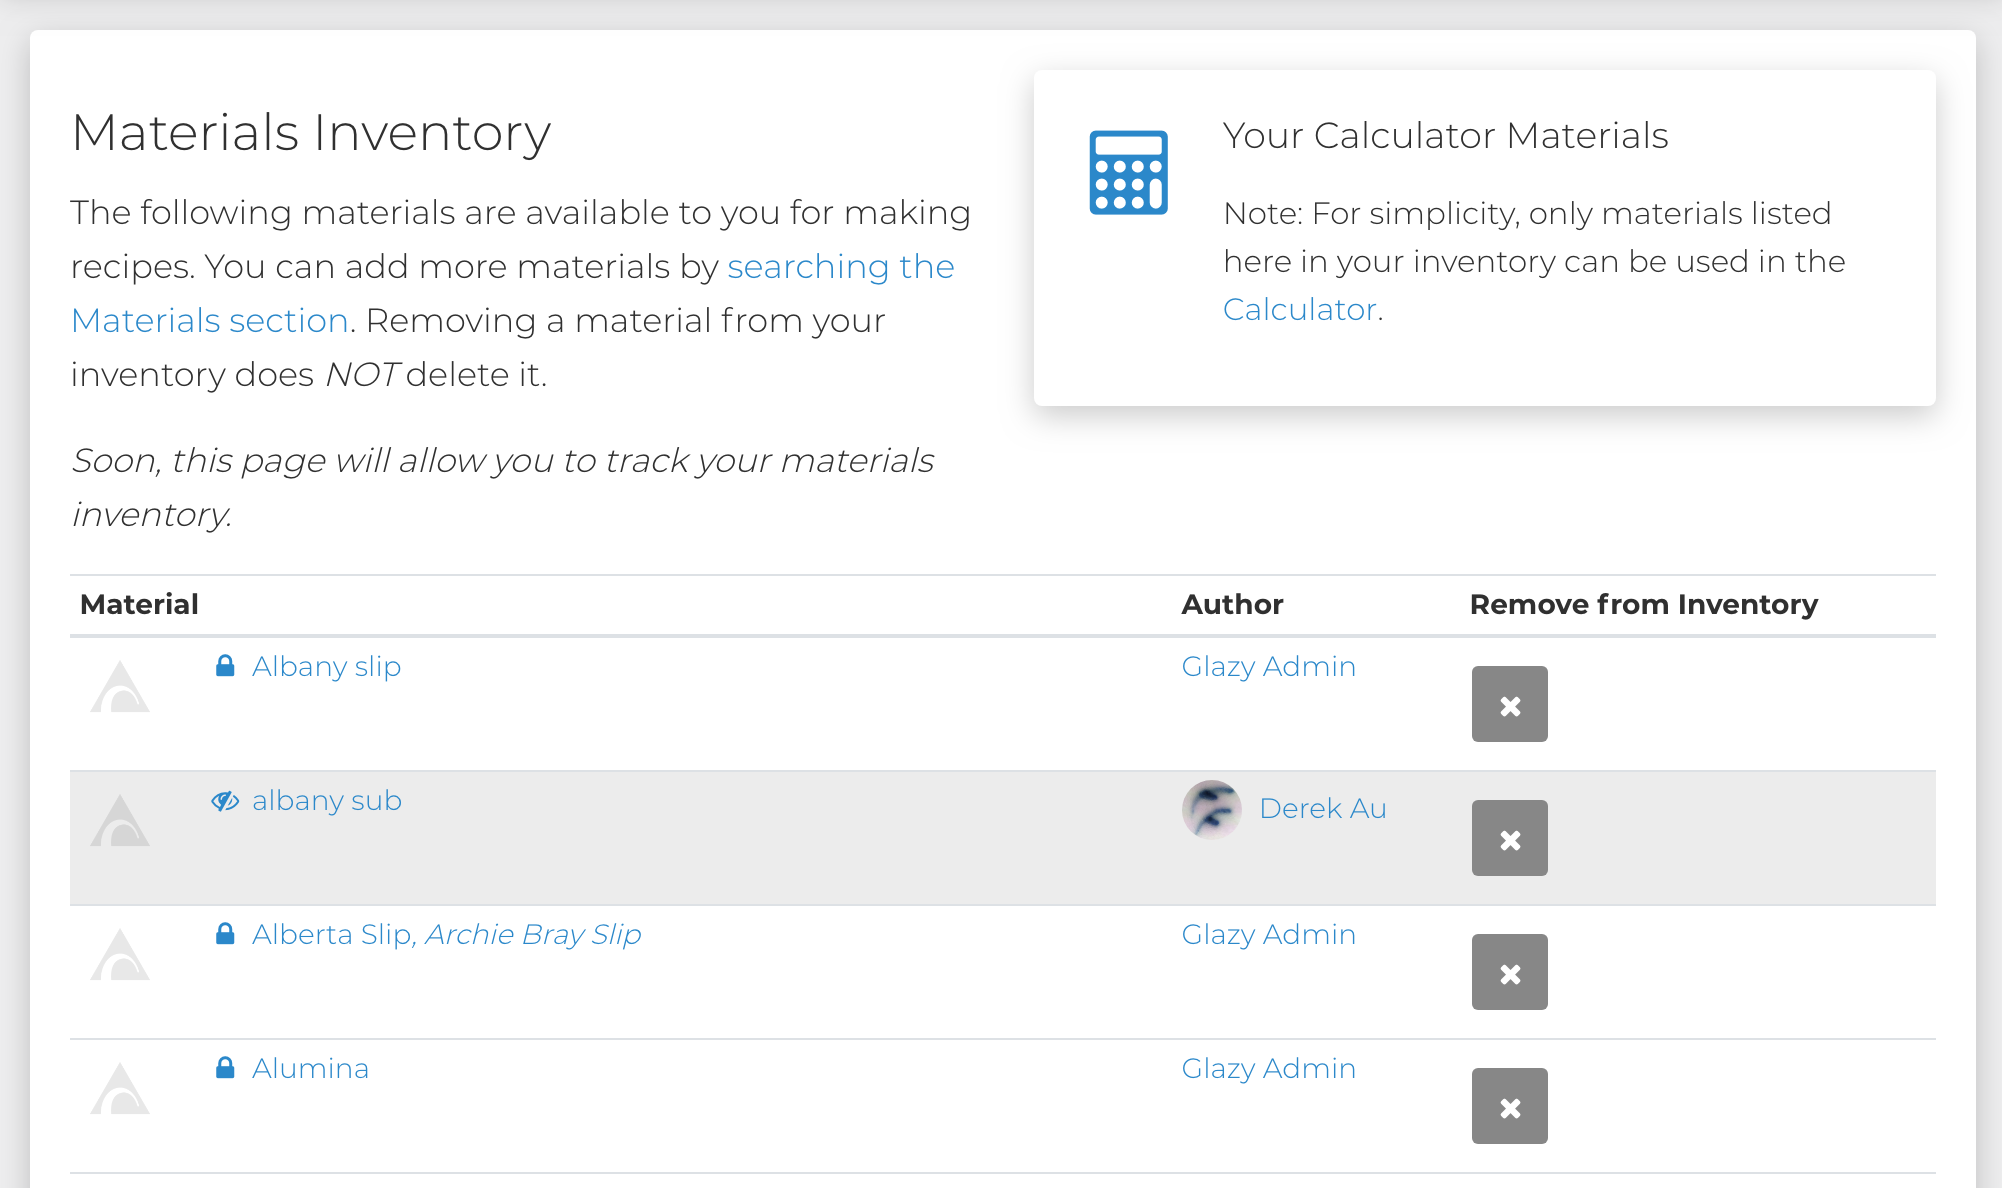 Materials Inventory
The following materials are available to you for making
recipes. You can add more materials by searching the
Materials section. Removing a material from your
inventory does NOT delete it.
Soon, this page will allow you to track your materials
inventory.
Your Calculator Materials
Note: For simplicity, only materials listed
here in your inventory can be used in the
Calculator.
Material Author Remove from Inventory
Albany slip Glazy Admin
albany sub Derek Au
Alberta Slip, Archie Bray Slip Glazy Admin
Alumina Glazy Admin